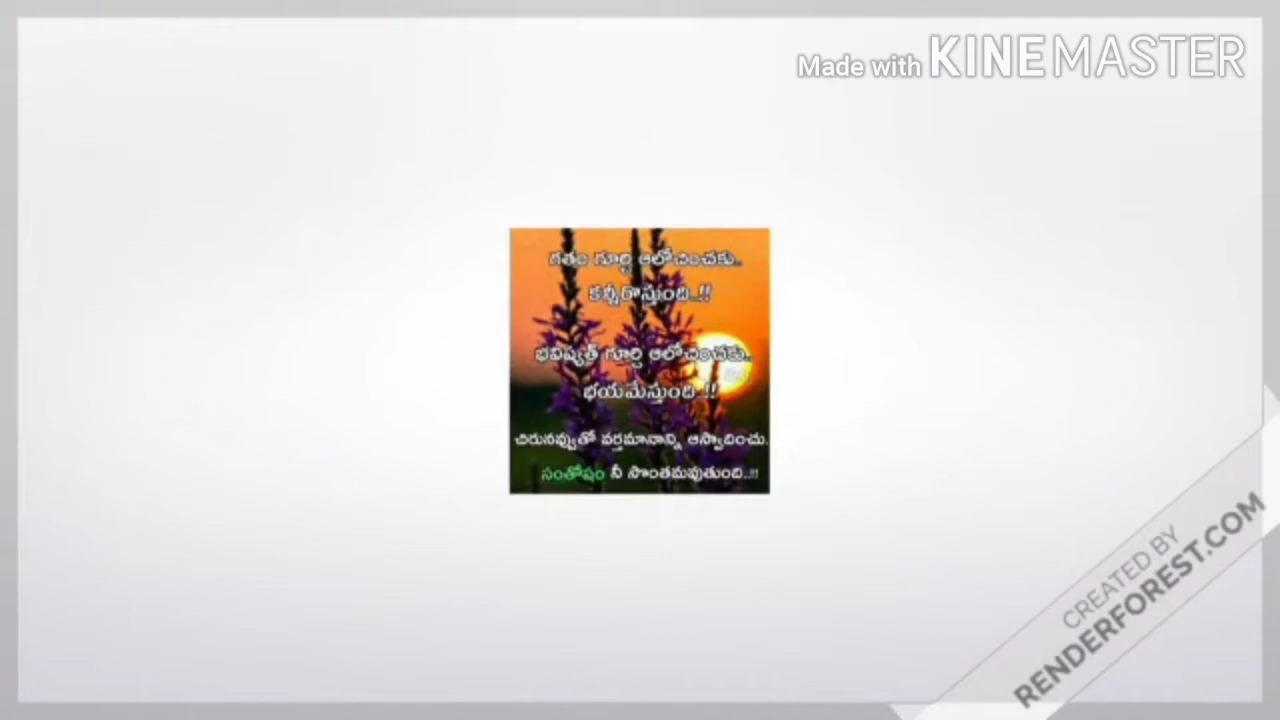 Made with KINEMASTER
గతం గూర్చి ఆలోచించకు..
కన్నీరొస్తుంది..!!
భవిష్యత్ గూర్చి ఆలోచించకు..
భయమేస్తుంది..!!
చిరునవ్వుతో వర్తమానాన్ని ఆస్వాదించు.
సంతోషం నీ సొంతమవుతుంది..!!
CREATED BY
RENDERFOREST.COM